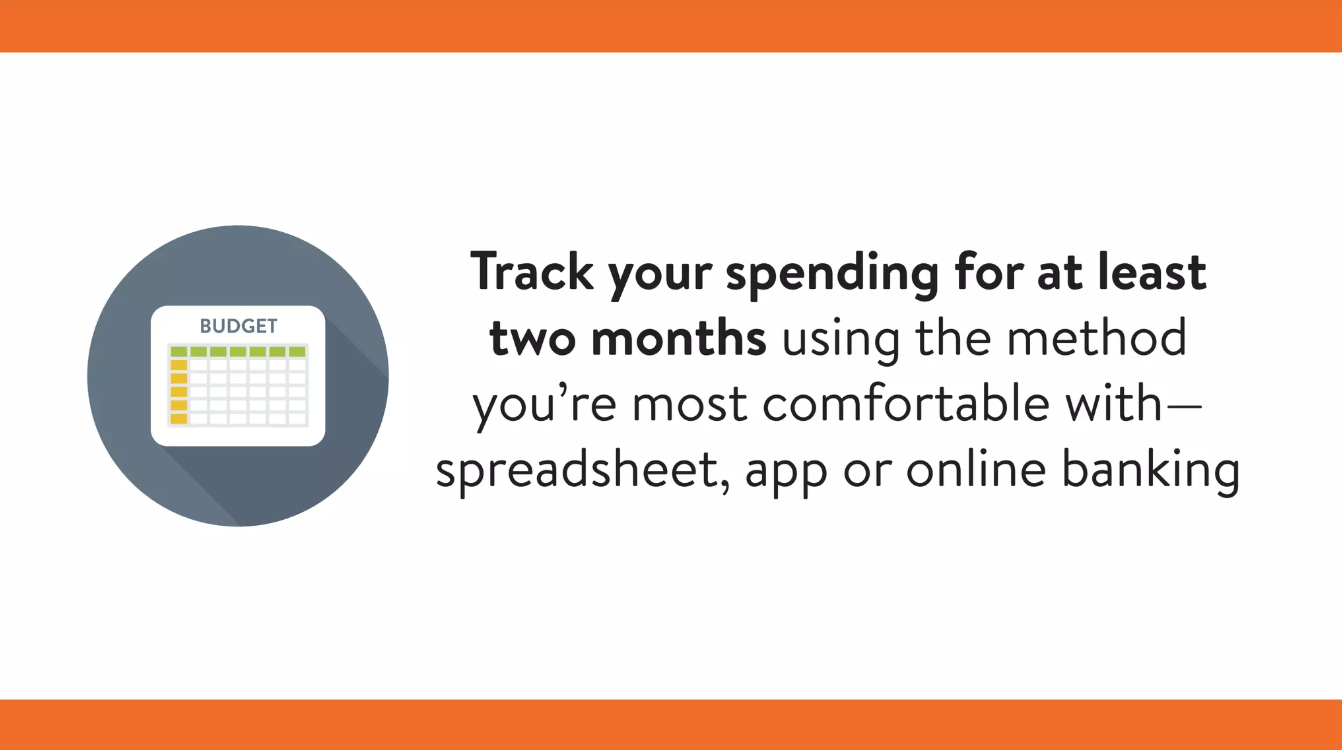 BUDGET
Track your spending for at least
two months using the method
you’re most comfortable with—
spreadsheet, app or online banking